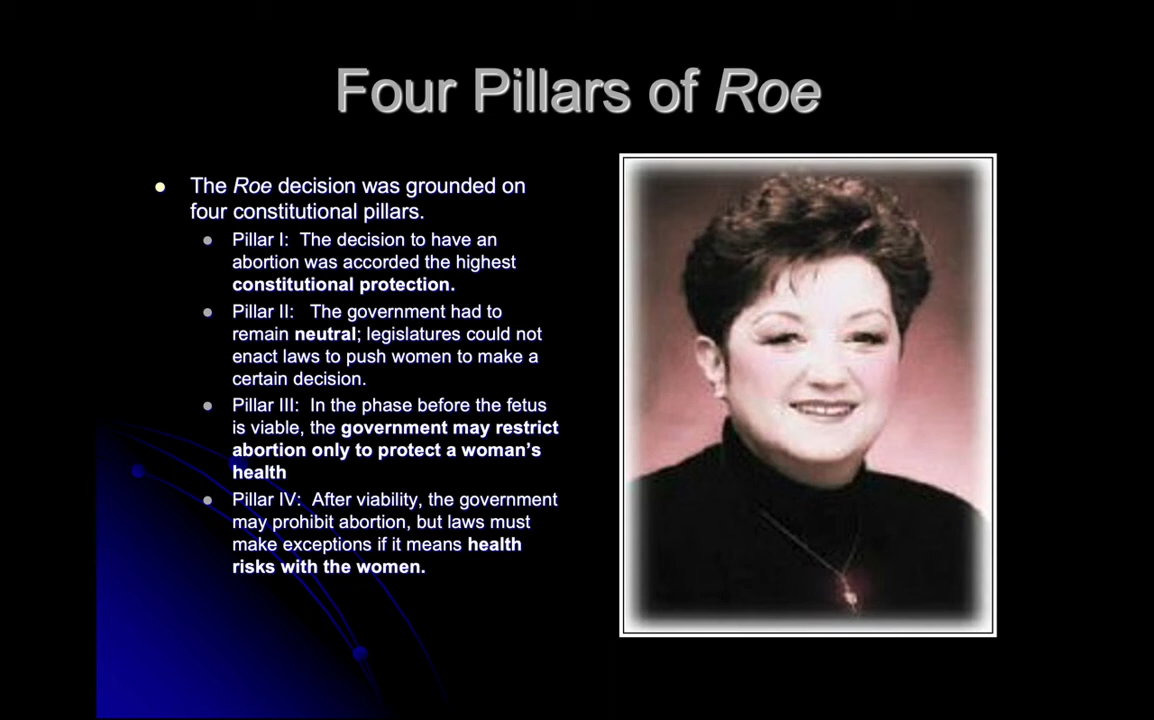 Four Pillars of Roe
The Roe decision was grounded on
four constitutional pillars.
Pillar I:  The decision to have an
abortion was accorded the highest
constitutional protection.
Pillar II:   The government had to
remain neutral; legislatures could not
enact laws to push women to make a
certain decision.
Pillar III:  In the phase before the fetus
is viable, the government may restrict
abortion only to protect a woman’s
health
Pillar IV:  After viability, the government
may prohibit abortion, but laws must
make exceptions if it means health
risks with the women.